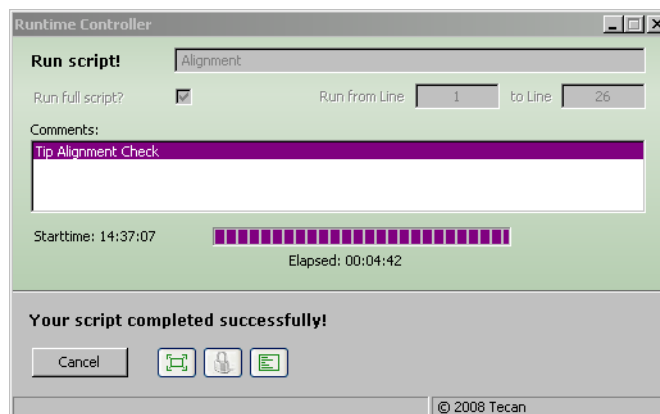 Runtime Controller
Run script! Alignment
Run full script? Run from Line 1 to Line 26
Comments:
Tip Alignment Check
Starttime: 14:37:07
Elapsed: 00:04:42
Your script completed successfully!
Cancel
© 2008 Tecan